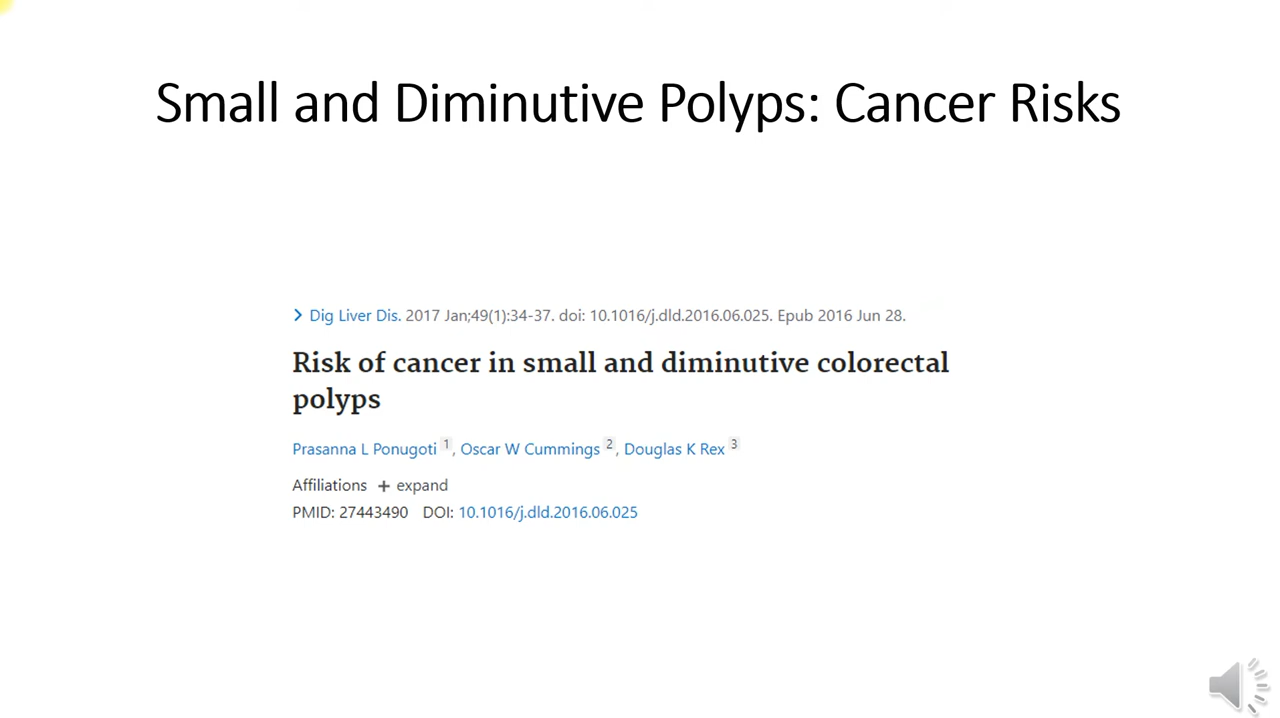 Small and Diminutive Polyps: Cancer Risks
> Dig Liver Dis. 2017 Jan;49(1):34-37. doi: 10.1016/j.dld.2016.06.025. Epub 2016 Jun 28.
Risk of cancer in small and diminutive colorectal
polyps
Prasanna L Ponugoti 1, Oscar W Cummings 2, Douglas K Rex 3
Affiliations + expand
PMID: 27443490 DOI: 10.1016/j.dld.2016.06.025